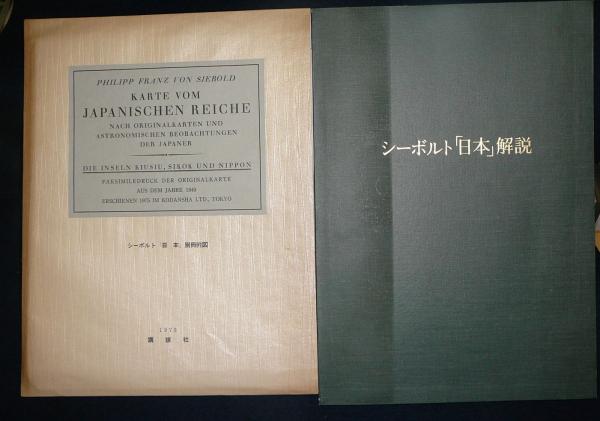 PHILIPP FRANZ VON SIEBOLD
KARTE VOM
JAPANISCHEN REICHE
NACH ORIGINALKARTEN UND
ASTRONOMISCHEN BEOBACHTUNGEN
DER JAPANER
DIE INSELN KIUSIU, SIKOK UND NIPPON
FAKSIMILEDRUCK DER ORIGINALKARTE
AUS DEM JAHRE 1840
ERSCHIENEN 1975 IM KODANSHA LTD., TOKYO
シーボルト「日本」別冊附図
1975
講談社
シーボルト「日本」解説